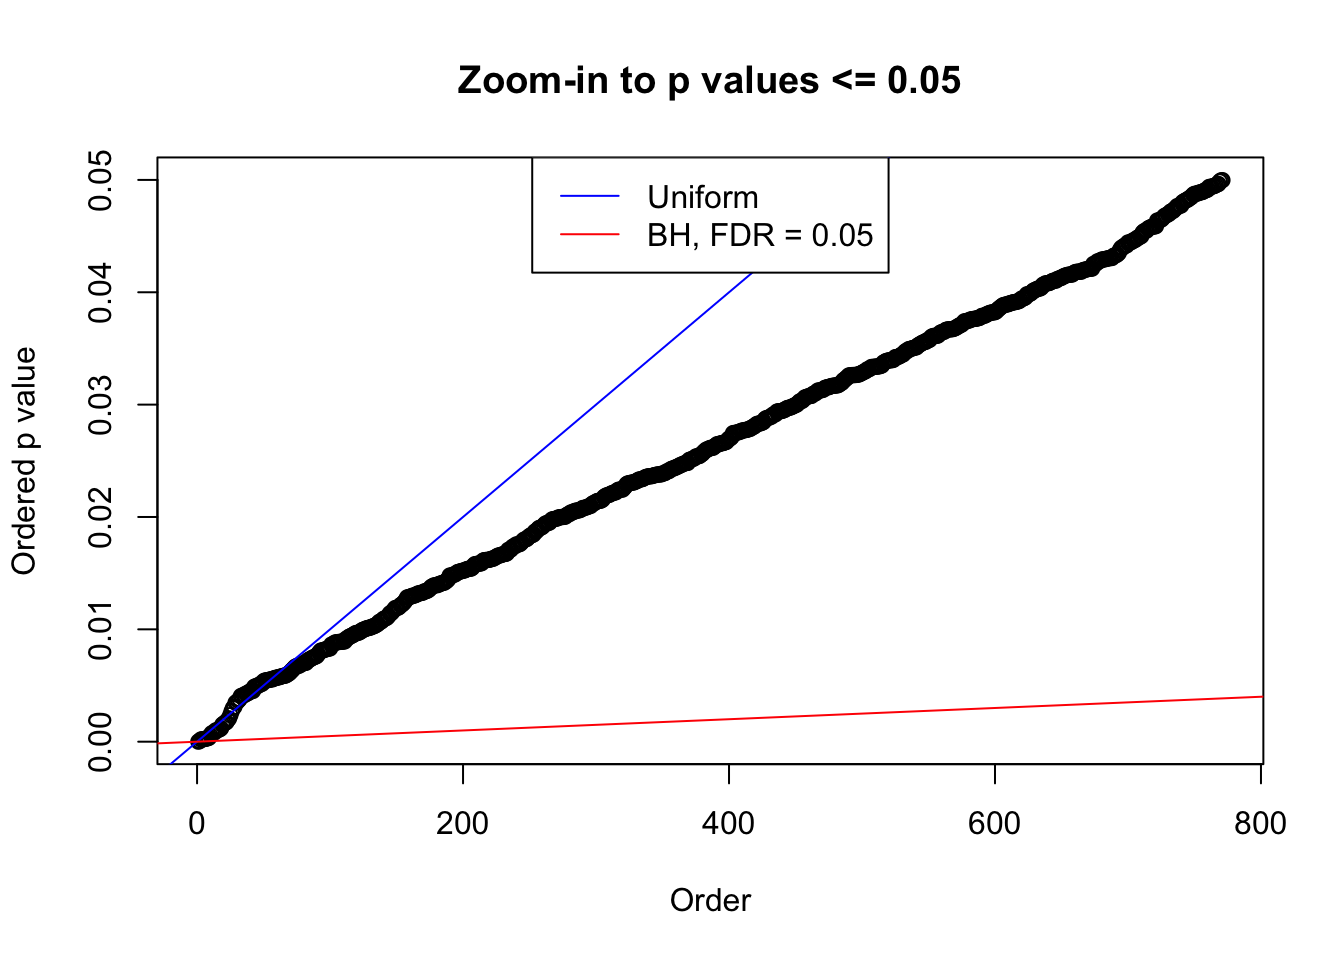 Zoom-in to p values <= 0.05
Uniform
BH, FDR = 0.05
Ordered p value
0.05
0.04
0.03
0.02
0.01
0.00
0 200 400 600 800
Order